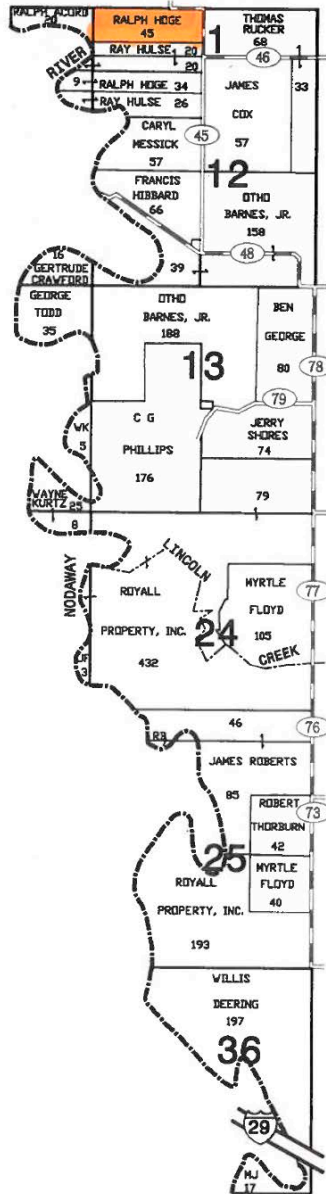 RALPH ACORD
20
RALPH HOGE
45
THOMAS
RUCKER
68
1
RAY HULSE 20
20
46
RIVER
9
RALPH HOGE 34
RAY HULSE 26
JAMES
COX
57
33
45
CARYL
MESSICK
57
12
FRANCIS
HIBBARD
66
OTHO
BARNES, JR.
158
48
39
16
GERTRUDE
CRAWFORD
GEORGE
TODD
35
OTHO
BARNES, JR.
188
BEN
GEORGE
80
13
78
79
WK
5
C G
PHILLIPS
176
JERRY
SHORES
74
79
WAYNE
KURTZ 25
8
LINCOLN
NODAWAY
ROYALL
PROPERTY, INC.
432
MYRTLE
FLOYD
105
77
24
CREEK
3
46
76
RB
JAMES ROBERTS
85
ROBERT
THORBURN
42
73
25
MYRTLE
FLOYD
40
ROYALL
PROPERTY, INC.
193
WILLIS
DEERING
197
36
29
MJ
17